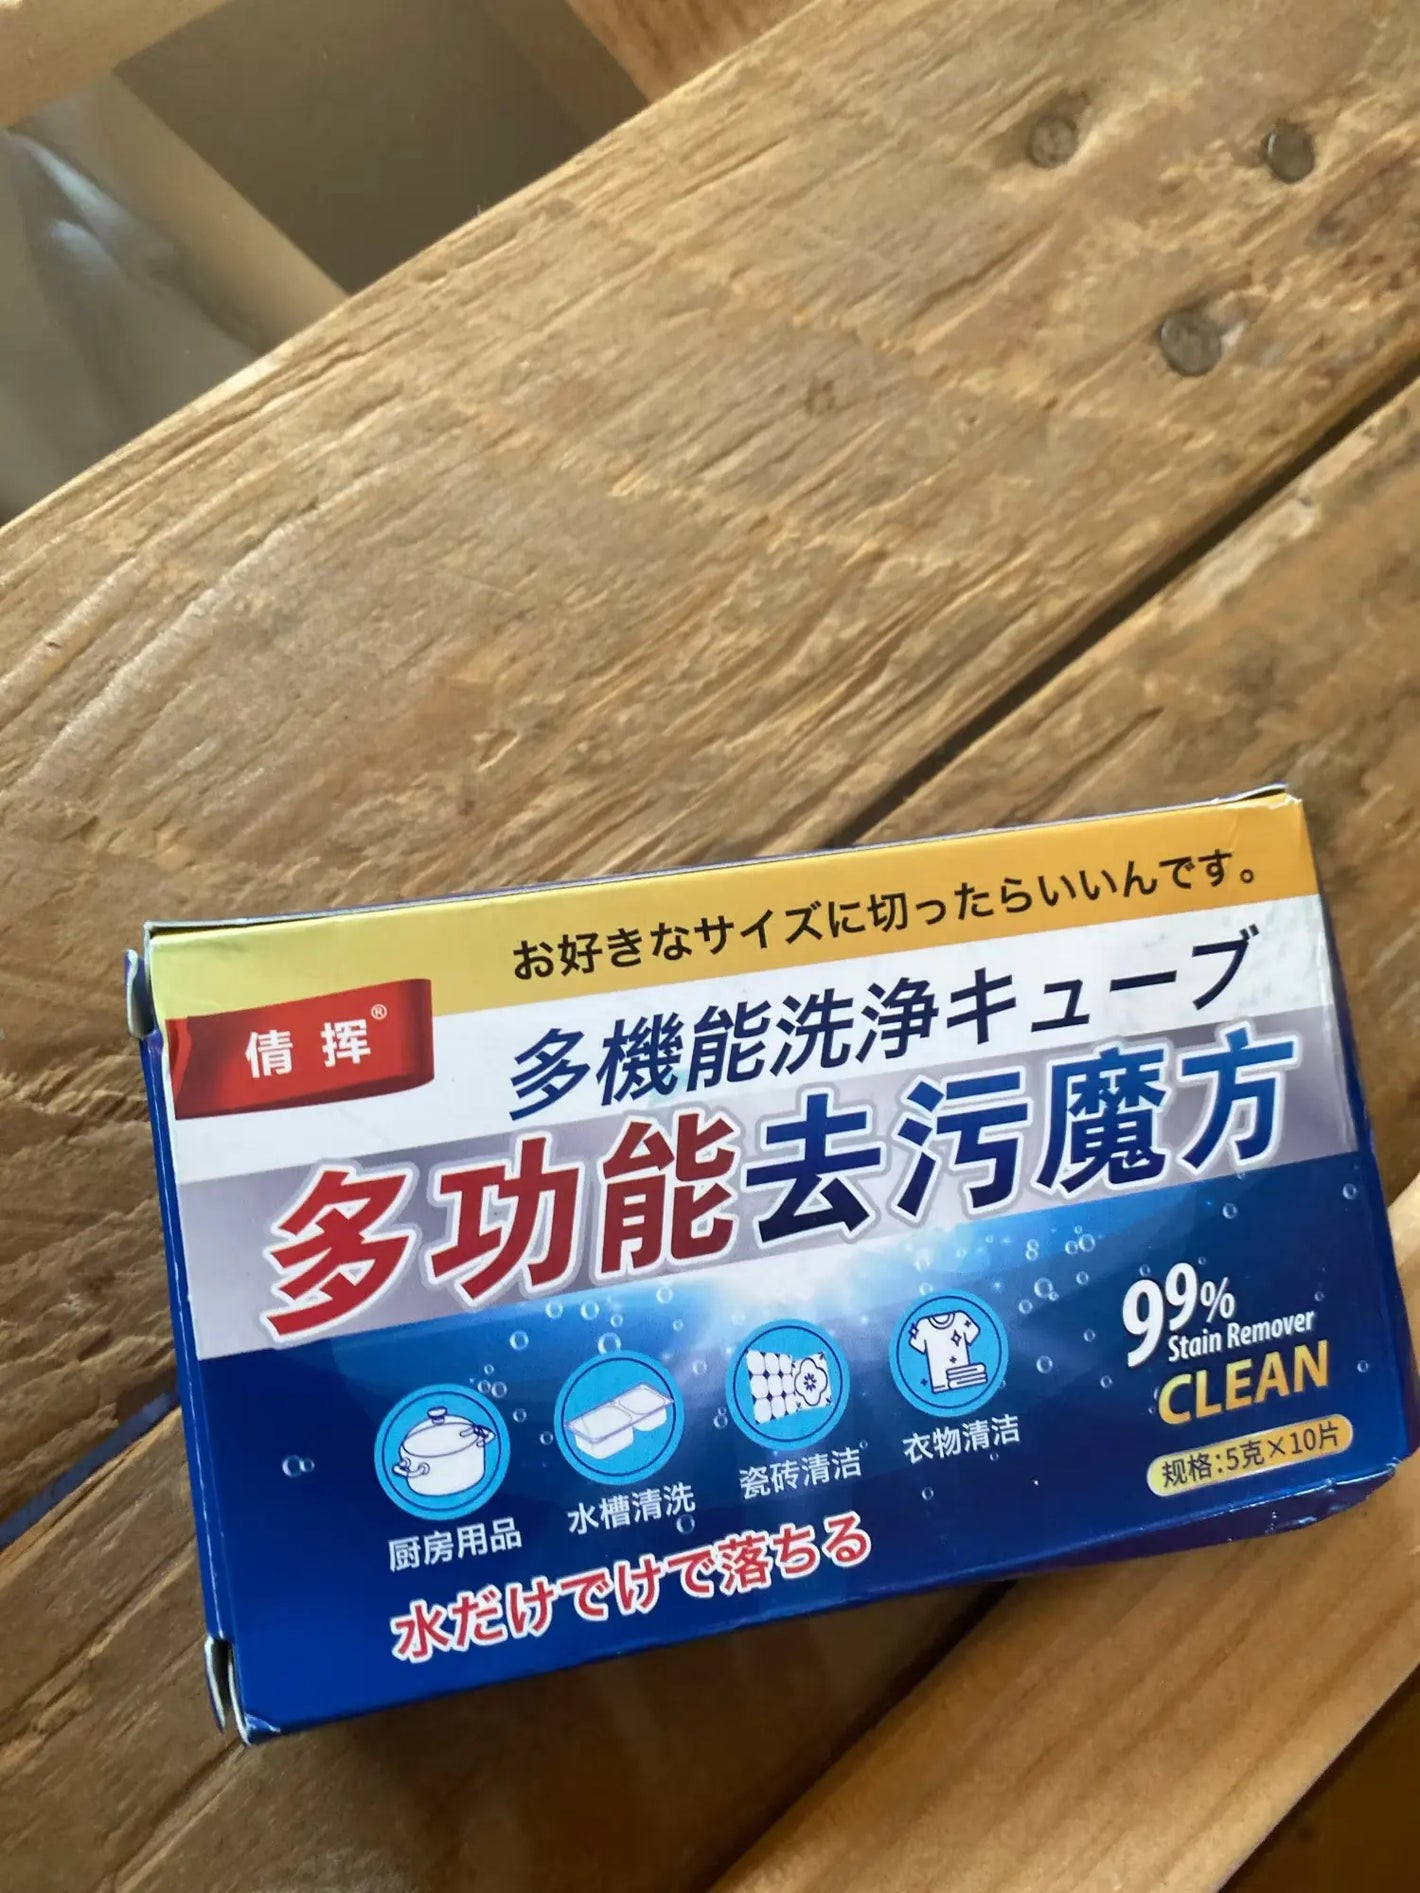 お好きなサイズに切ったらいいんです。
倩挥®
多機能洗浄キューブ
多功能去污魔方
99%
Stain Remover
CLEAN
规格:5克×10片
厨房用品
水槽清洗
瓷砖清洁
衣物清洁
水だけでけで落ちる